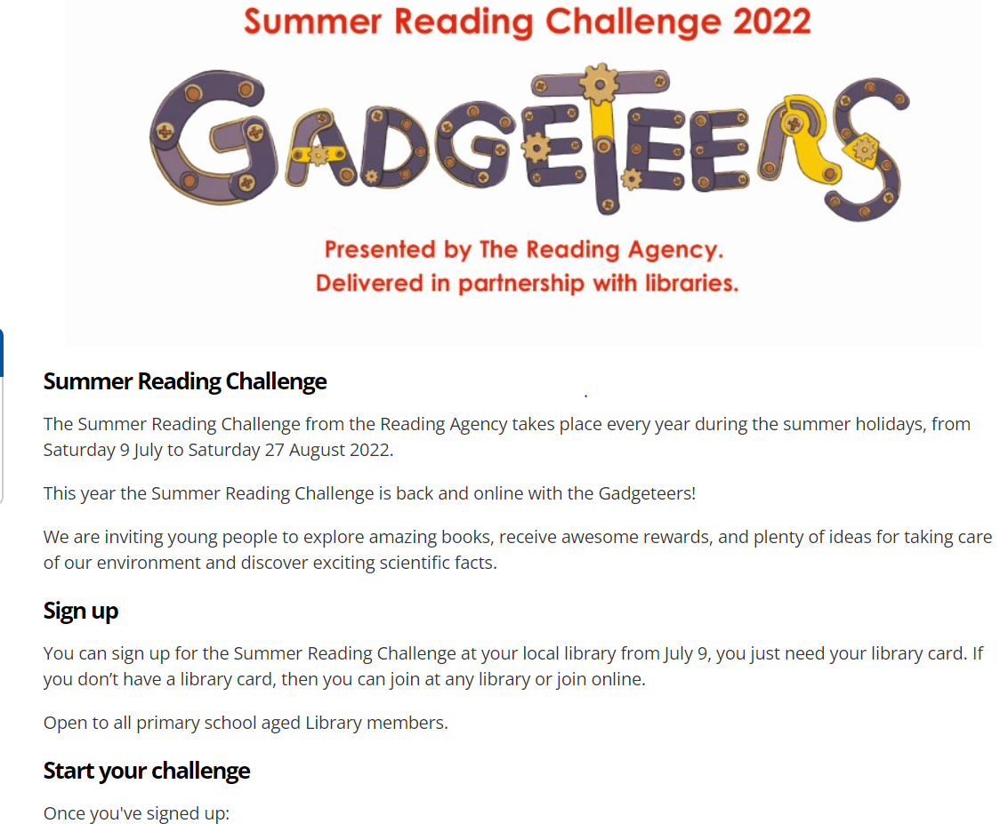 Summer Reading Challenge 2022
GADGETEERS
Presented by The Reading Agency.
Delivered in partnership with libraries.
Summer Reading Challenge
The Summer Reading Challenge from the Reading Agency takes place every year during the summer holidays, from
Saturday 9 July to Saturday 27 August 2022.
This year the Summer Reading Challenge is back and online with the Gadgeteers!
We are inviting young people to explore amazing books, receive awesome rewards, and plenty of ideas for taking care
of our environment and discover exciting scientific facts.
Sign up
You can sign up for the Summer Reading Challenge at your local library from July 9, you just need your library card. If
you don’t have a library card, then you can join at any library or join online.
Open to all primary school aged Library members.
Start your challenge
Once you've signed up: